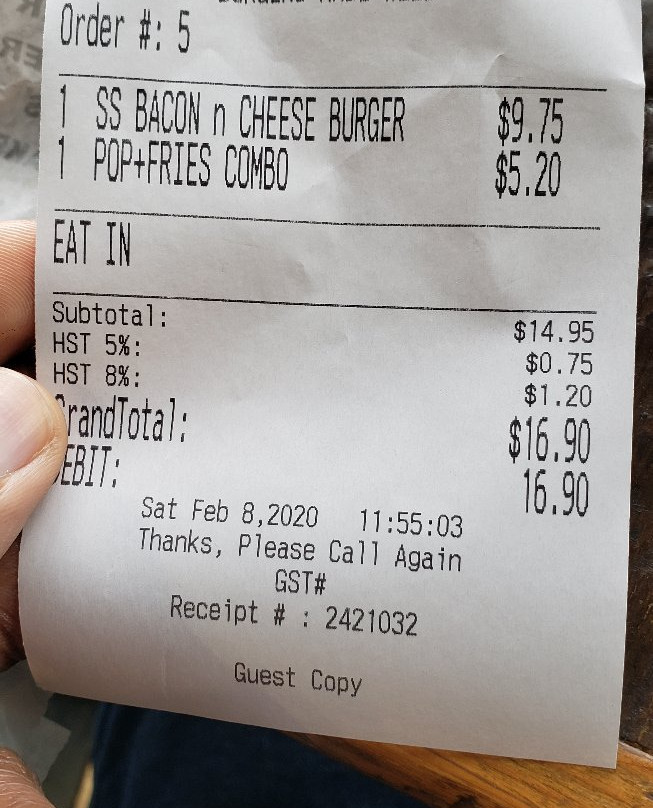 Order #: 5
1 SS BACON n CHEESE BURGER $9.75
1 POP+FRIES COMBO $5.20
EAT IN
Subtotal: $14.95
HST 5%: $0.75
HST 8%: $1.20
GrandTotal: $16.90
DEBIT: 16.90
Sat Feb 8,2020 11:55:03
Thanks, Please Call Again
GST#
Receipt # : 2421032
Guest Copy